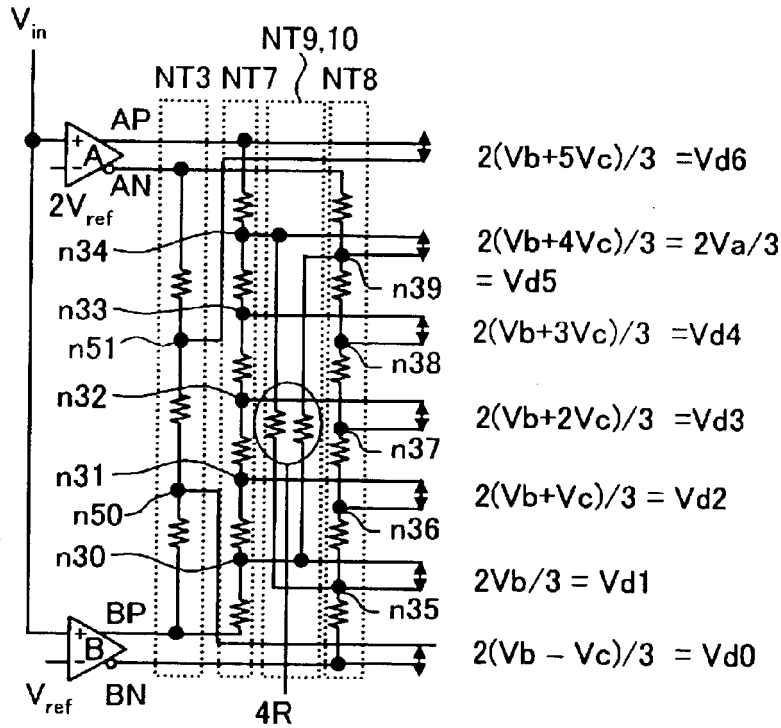 V_in
NT9,10
NT3 NT7 NT8
AP
+ - A
AN
2V_ref
2(Vb+5Vc)/3 =Vd6
n34
2(Vb+4Vc)/3 = 2Va/3
= Vd5
n39
n33
2(Vb+3Vc)/3 =Vd4
n51
n38
n32
2(Vb+2Vc)/3 =Vd3
n37
n31
n50
2(Vb+Vc)/3 = Vd2
n36
n30
2Vb/3 = Vd1
n35
BP
+ - B
BN
V_ref
2(Vb - Vc)/3 = Vd0
4R